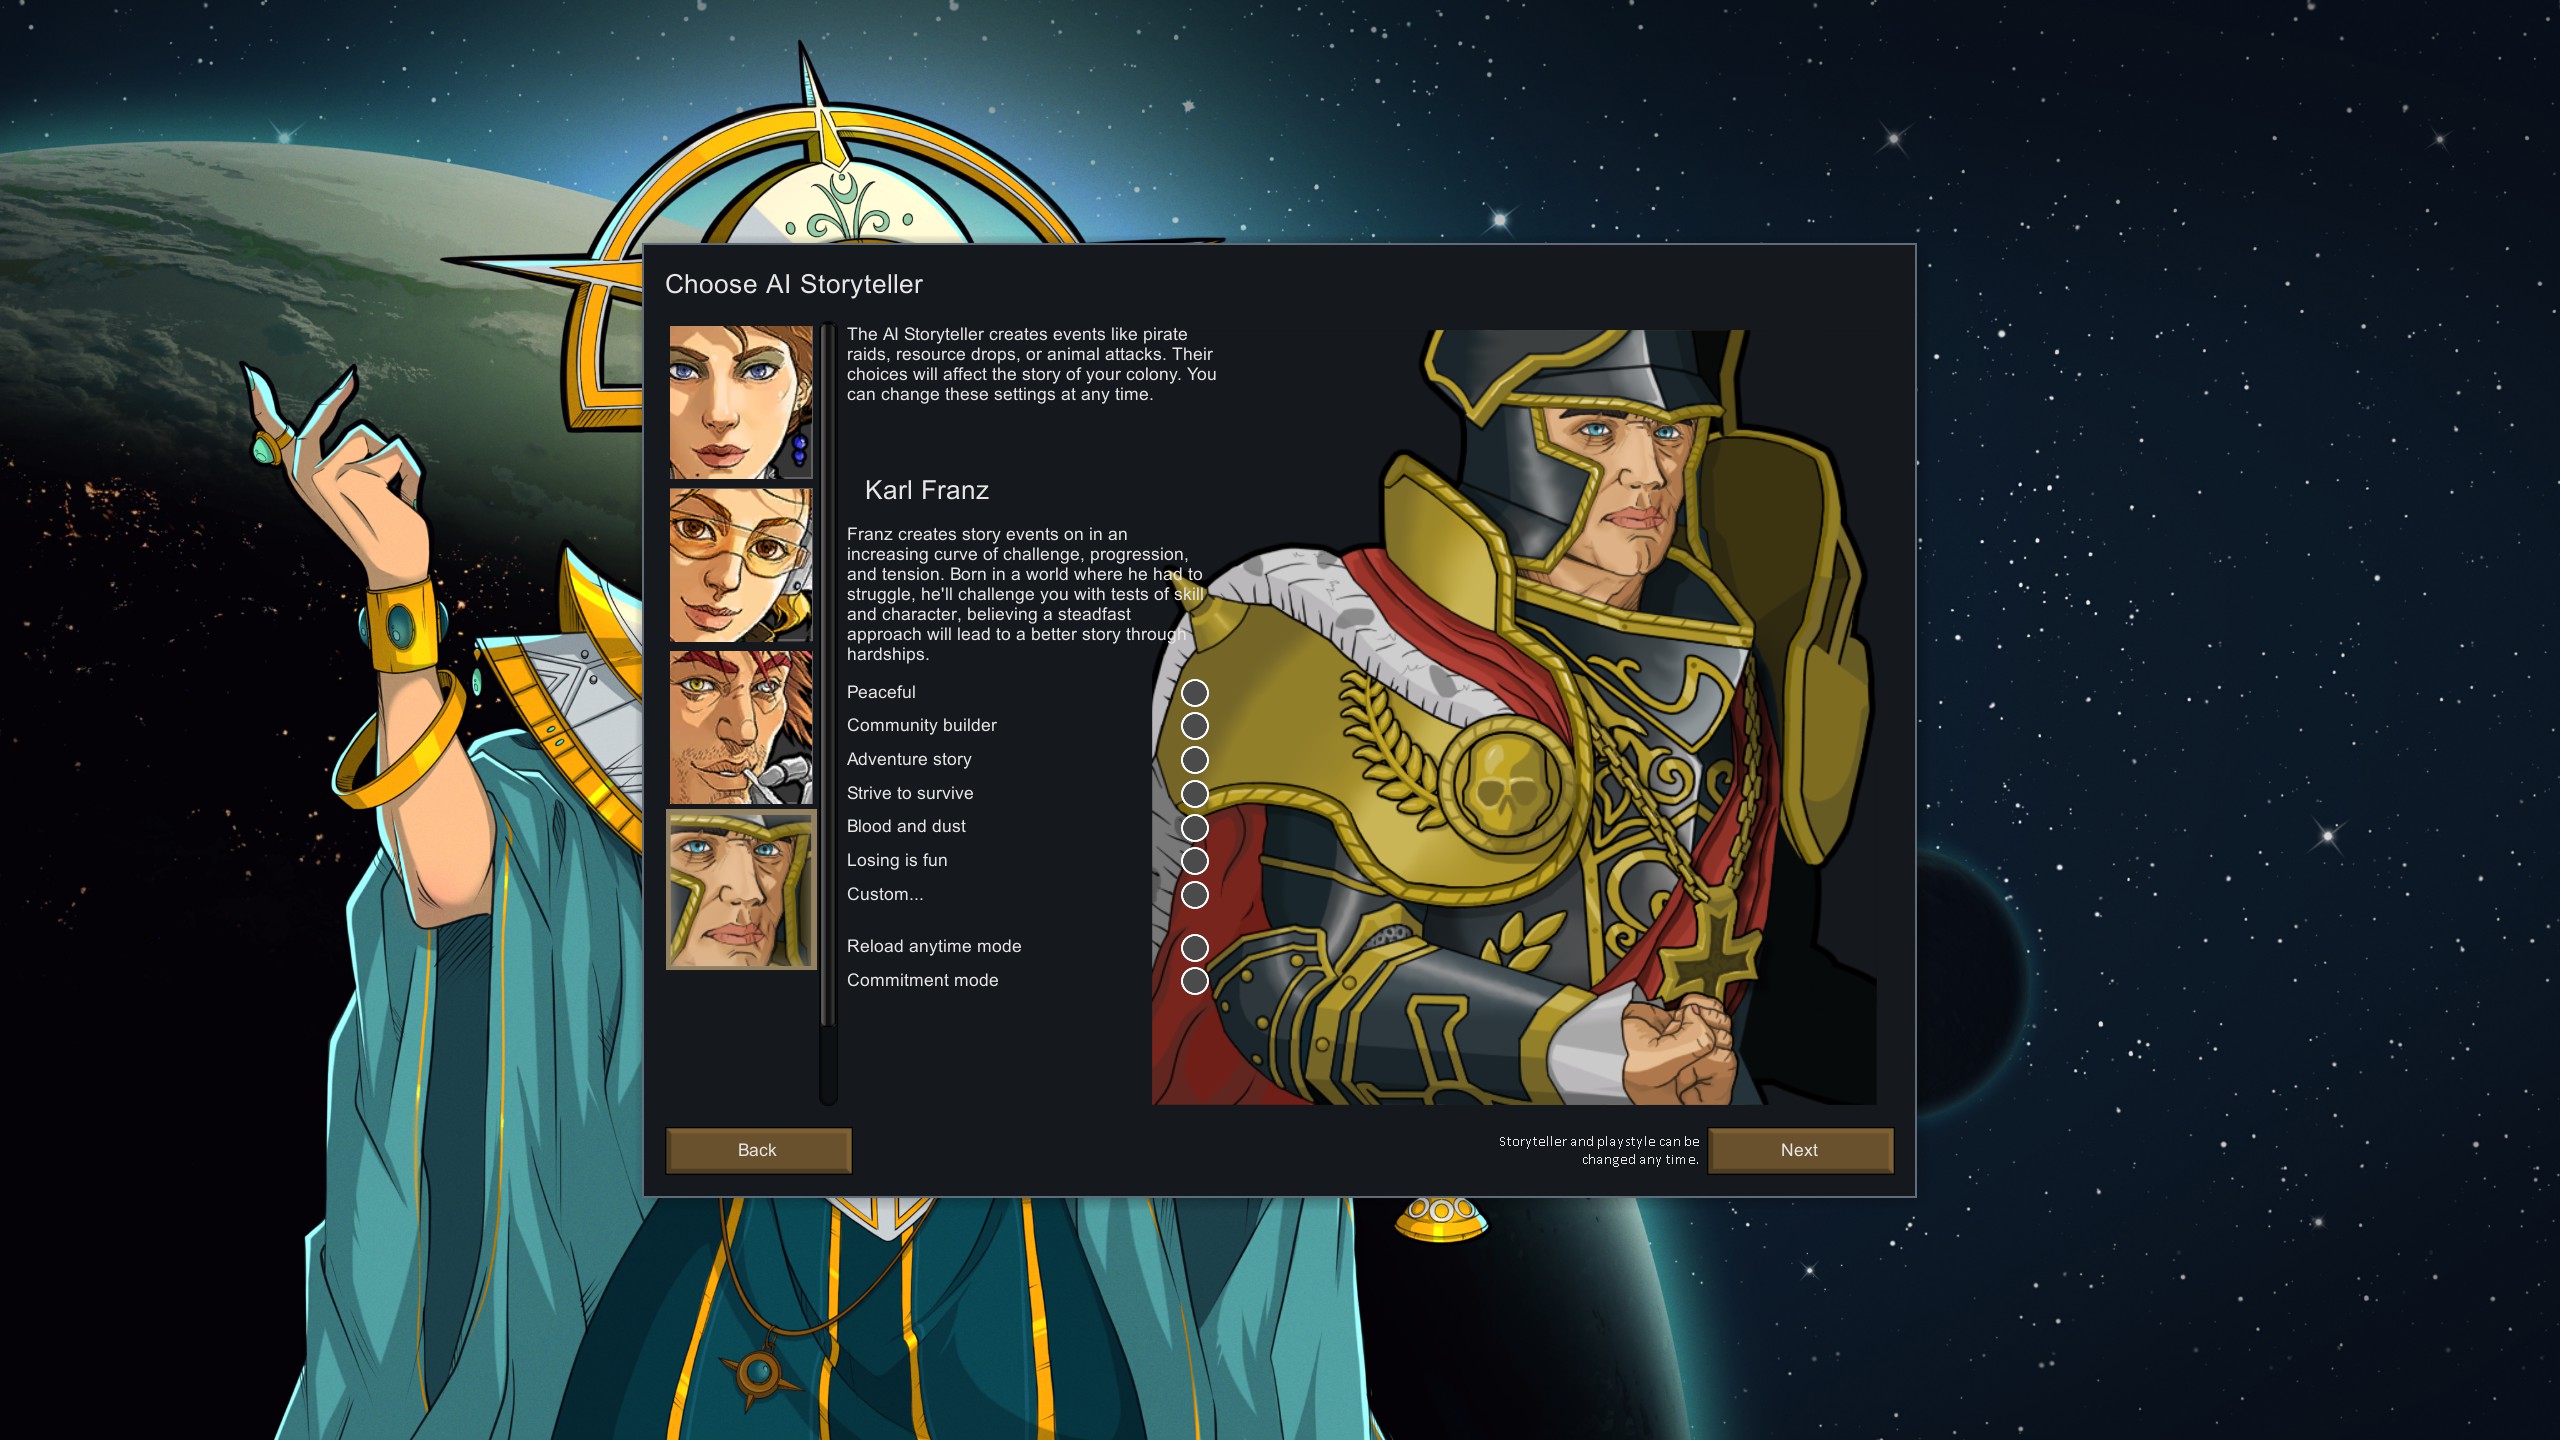 Choose AI Storyteller
The AI Storyteller creates events like pirate
raids, resource drops, or animal attacks. Their
choices will affect the story of your colony. You
can change these settings at any time.
Karl Franz
Franz creates story events on in an
increasing curve of challenge, progression,
and tension. Born in a world where he had to
struggle, he'll challenge you with tests of skill
and character, believing a steadfast
approach will lead to a better story through
hardships.
Peaceful
Community builder
Adventure story
Strive to survive
Blood and dust
Losing is fun
Custom...
Reload anytime mode
Commitment mode
Back
Storyteller and playstyle can be
changed any time.
Next